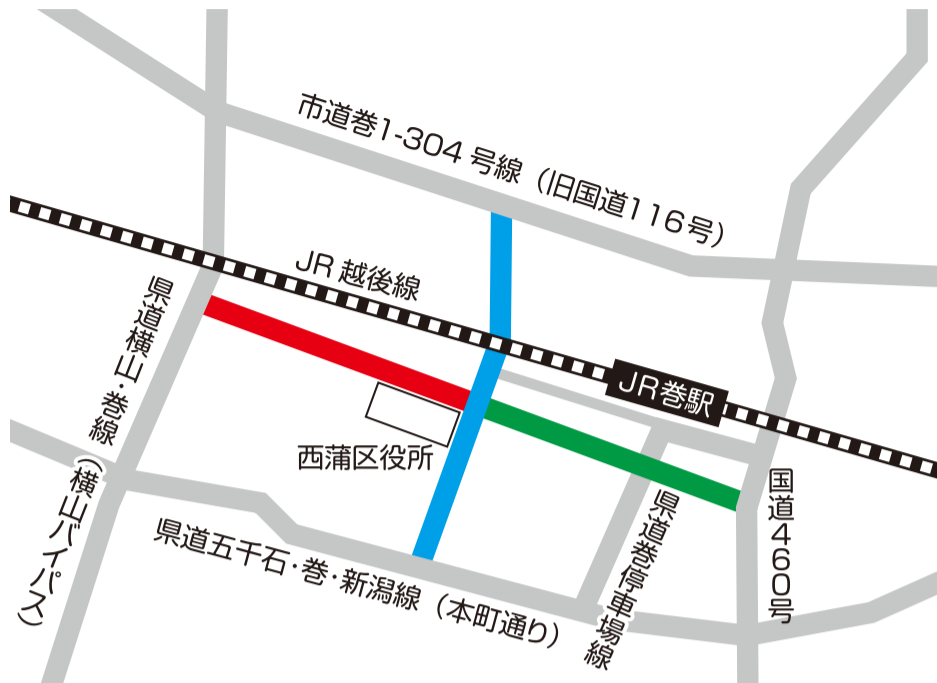 市道巻1-304号線（旧国道116号）
JR越後線
県道横山・巻線（横山バイパス）
JR巻駅
西蒲区役所
国道460号
県道巻停車場線
県道五千石・巻・新潟線（本町通り）